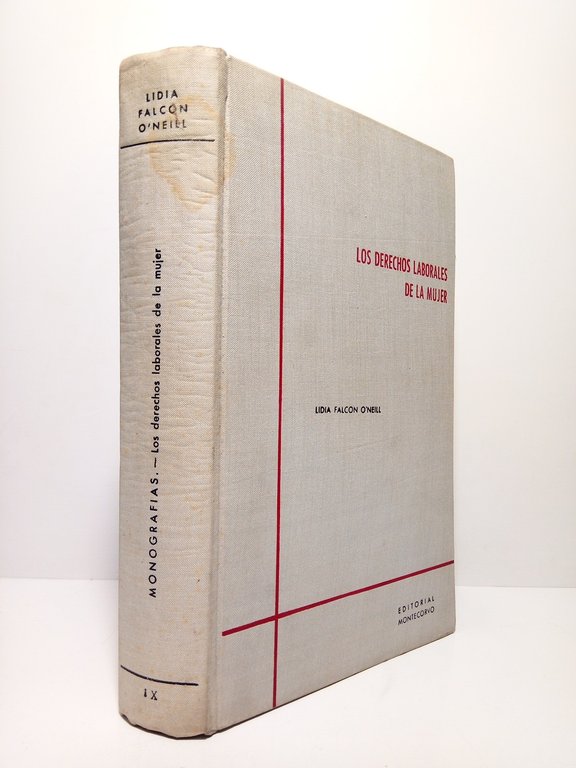 LIDIA
FALCON
O'NEILL
MONOGRAFIAS. — Los derechos laborales de la mujer
IX
LOS DERECHOS LABORALES
DE LA MUJER
LIDIA FALCON O'NEILL
EDITORIAL
MONTECORVO